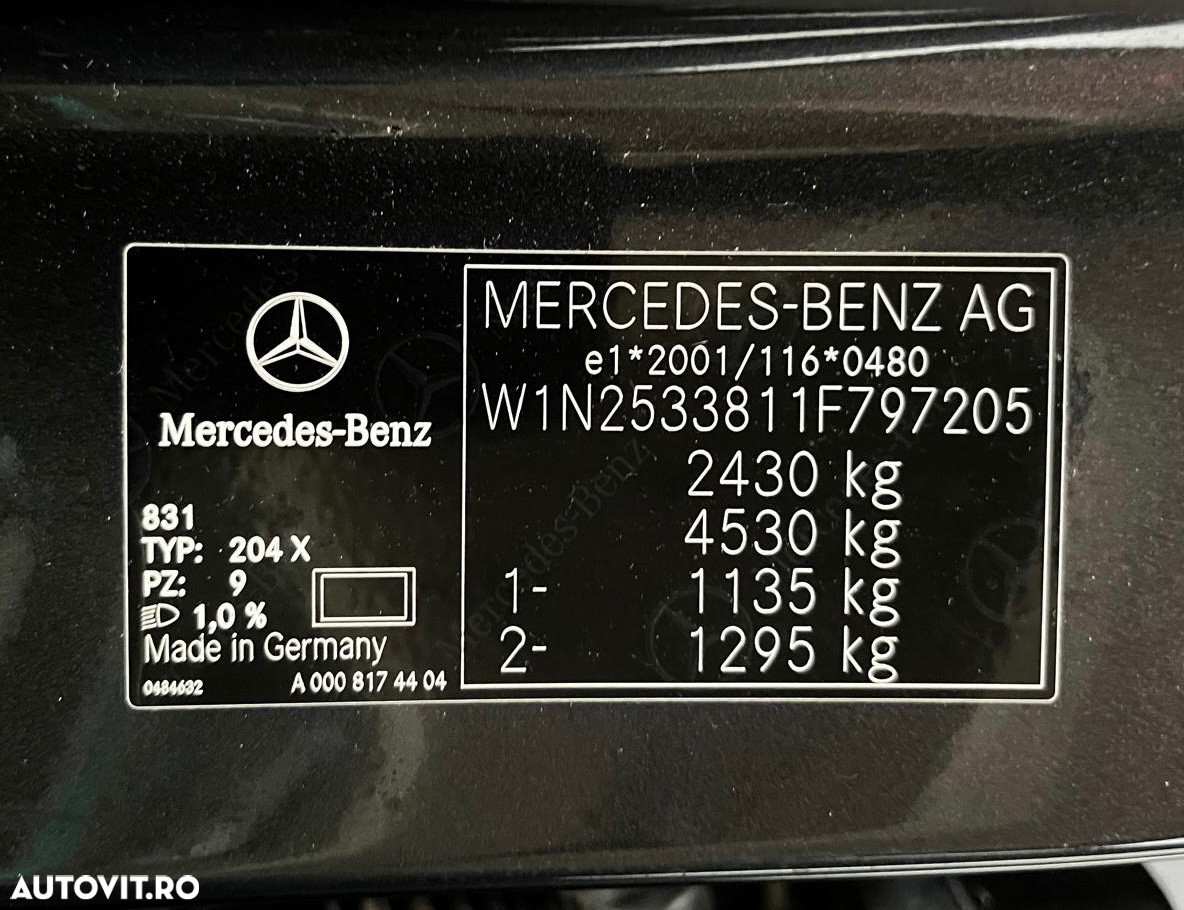 Mercedes-Benz
831
TYP: 204 X
PZ: 9
1,0 %
Made in Germany
0484632
A 000 817 44 04
MERCEDES-BENZ AG
e1*2001/116*0480
W1N2533811F797205
2430 kg
4530 kg
1- 1135 kg
2- 1295 kg
AUTOVIT.RO